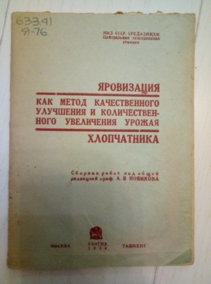 633.41
Я-76
ЯРОВИЗАЦИЯ
КАК МЕТОД КАЧЕСТВЕННОГО
УЛУЧШЕНИЯ И КОЛИЧЕСТВЕН-
НОГО УВЕЛИЧЕНИЯ УРОЖАЯ
ХЛОПЧАТНИКА
Сборник работ под общей
редакцией проф. А. В.
МОСКВА САОГИЗ ТАШКЕНТ